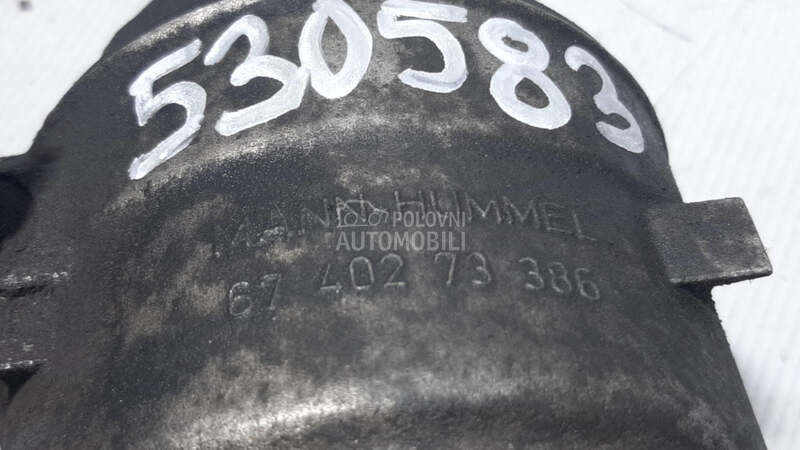 530583
MANN+HUMMEL
POLOVNI
AUTOMOBILI
67 402 73 386